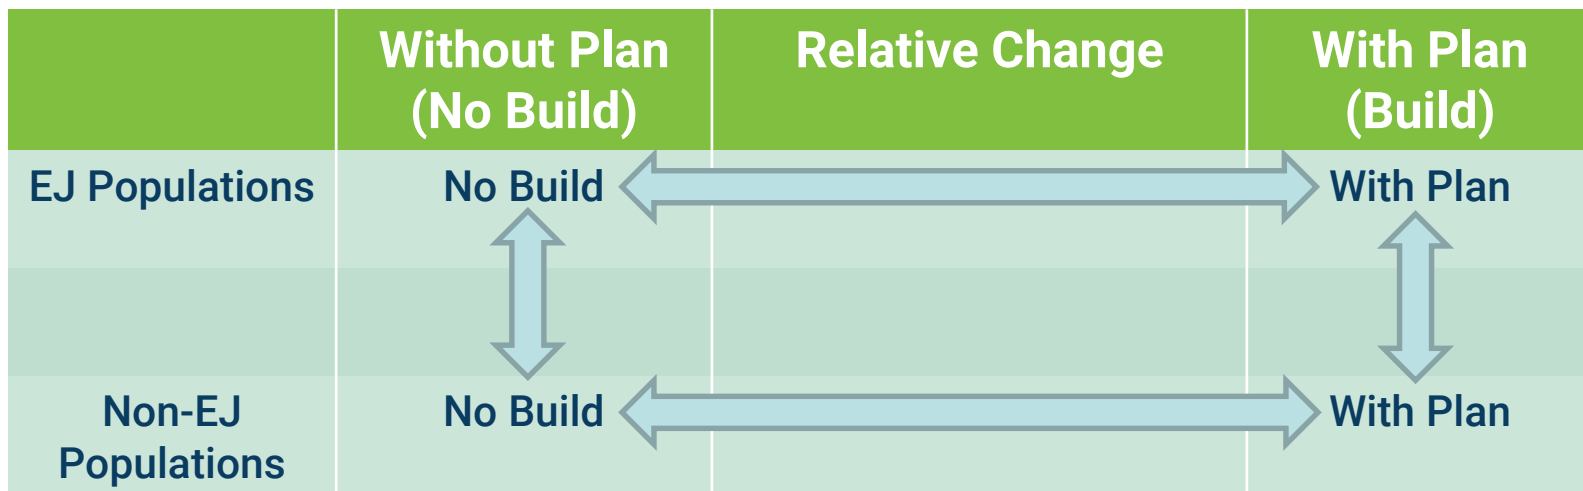 Without Plan
(No Build)
Relative Change
With Plan
(Build)
EJ Populations
No Build
With Plan
Non-EJ
Populations
No Build
With Plan